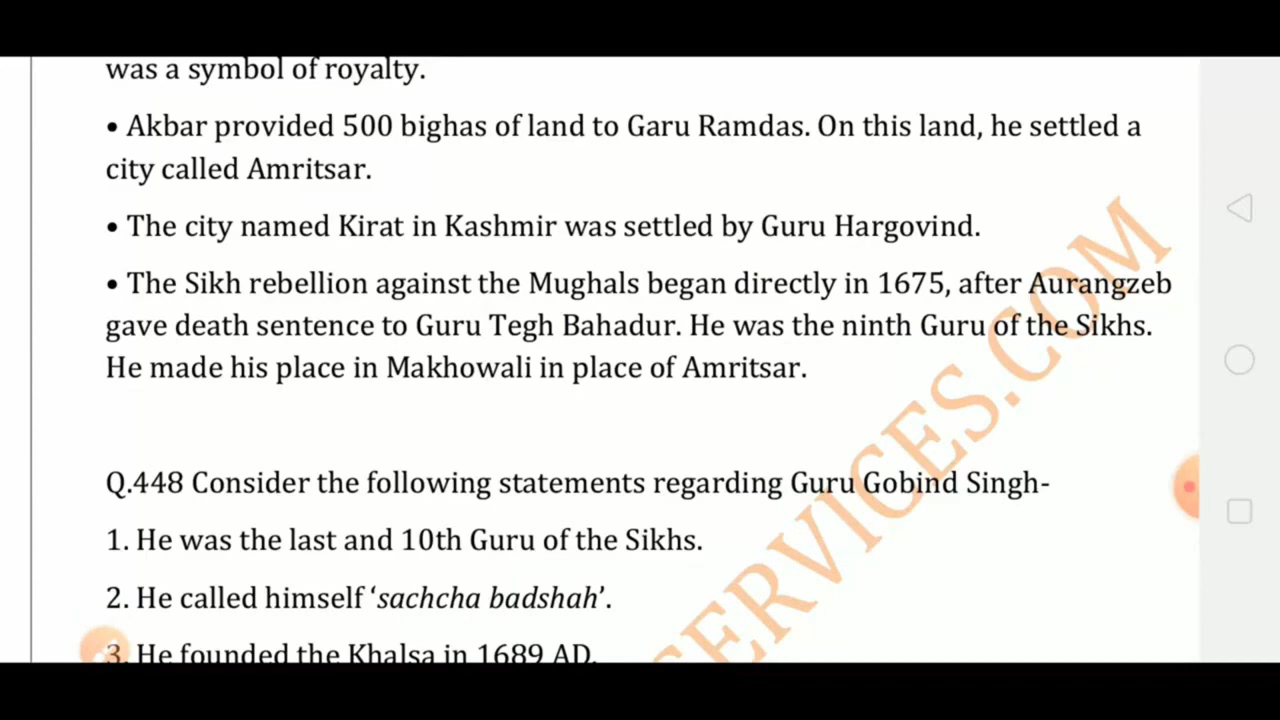 was a symbol of royalty.
• Akbar provided 500 bighas of land to Garu Ramdas. On this land, he settled a
city called Amritsar.
• The city named Kirat in Kashmir was settled by Guru Hargovind.
• The Sikh rebellion against the Mughals began directly in 1675, after Aurangzeb
gave death sentence to Guru Tegh Bahadur. He was the ninth Guru of the Sikhs.
He made his place in Makhowali in place of Amritsar.
Q.448 Consider the following statements regarding Guru Gobind Singh-
1. He was the last and 10th Guru of the Sikhs.
2. He called himself ‘sachcha badshah’.
3. He founded the Khalsa in 1689 AD.
SERVICES.COM